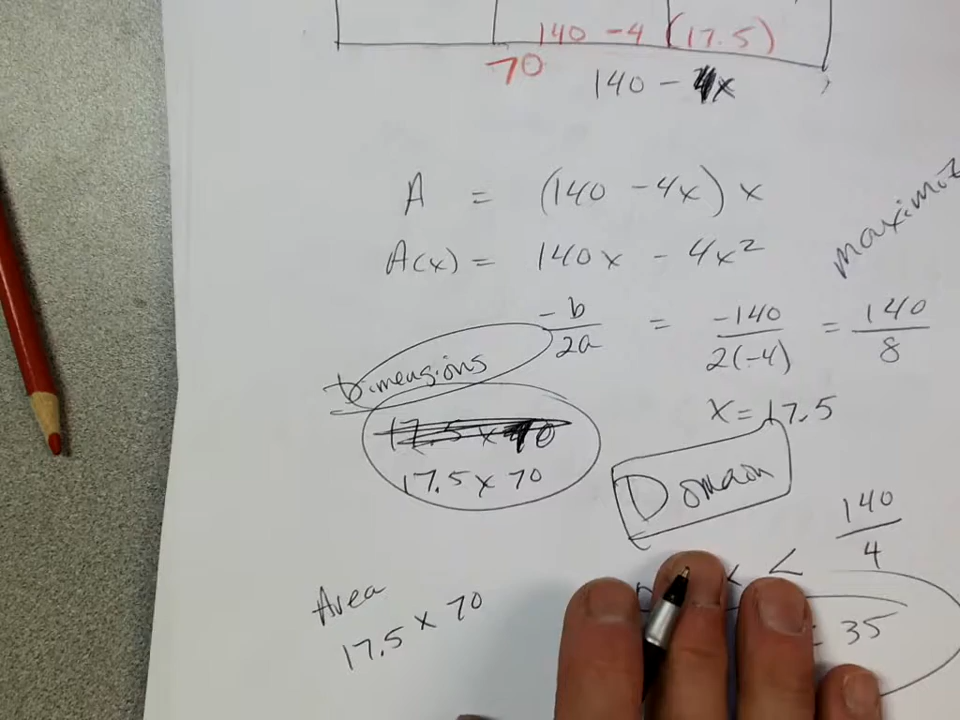 140 - 4 (17.5)
70
140 - 4x
A = (140 - 4x) x
A(x) = 140x - 4x²
-b/2a = -140/2(-4) = 140/8
Dimensions
x = 17.5
17.5 x 70
Domain
140/4
< <
Area
17.5 x 70
35